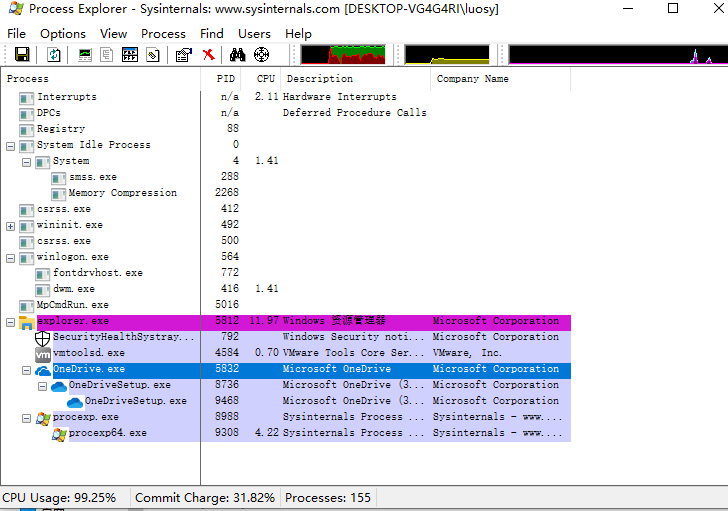 Process Explorer - Sysinternals: www.sysinternals.com [DESKTOP-VG4G4RI\luosy]
File Options View Process Find Users Help
Process PID CPU Description Company Name
Interrupts n/a 2.11 Hardware Interrupts
DPCs n/a Deferred Procedure Calls
Registry 88
System Idle Process 0
System 4 1.41
smss.exe 288
Memory Compression 2268
csrss.exe 412
wininit.exe 492
csrss.exe 500
winlogon.exe 564
fontdrvhost.exe 772
dwm.exe 416 1.41
MpCmdRun.exe 5016
explorer.exe 5812 11.97 Windows 资源管理器 Microsoft Corporation
SecurityHealthSystray... 792 Windows Security noti... Microsoft Corporation
vmtoolsd.exe 4584 0.70 VMware Tools Core Ser... VMware, Inc.
OneDrive.exe 5832 Microsoft OneDrive Microsoft Corporation
OneDriveSetup.exe 8736 Microsoft OneDrive (3... Microsoft Corporation
OneDriveSetup.exe 9468 Microsoft OneDrive (3... Microsoft Corporation
procexp.exe 8988 Sysinternals Process ... Sysinternals - www....
procexp64.exe 9308 4.22 Sysinternals Process ... Sysinternals - www....
CPU Usage: 99.25% Commit Charge: 31.82% Processes: 155